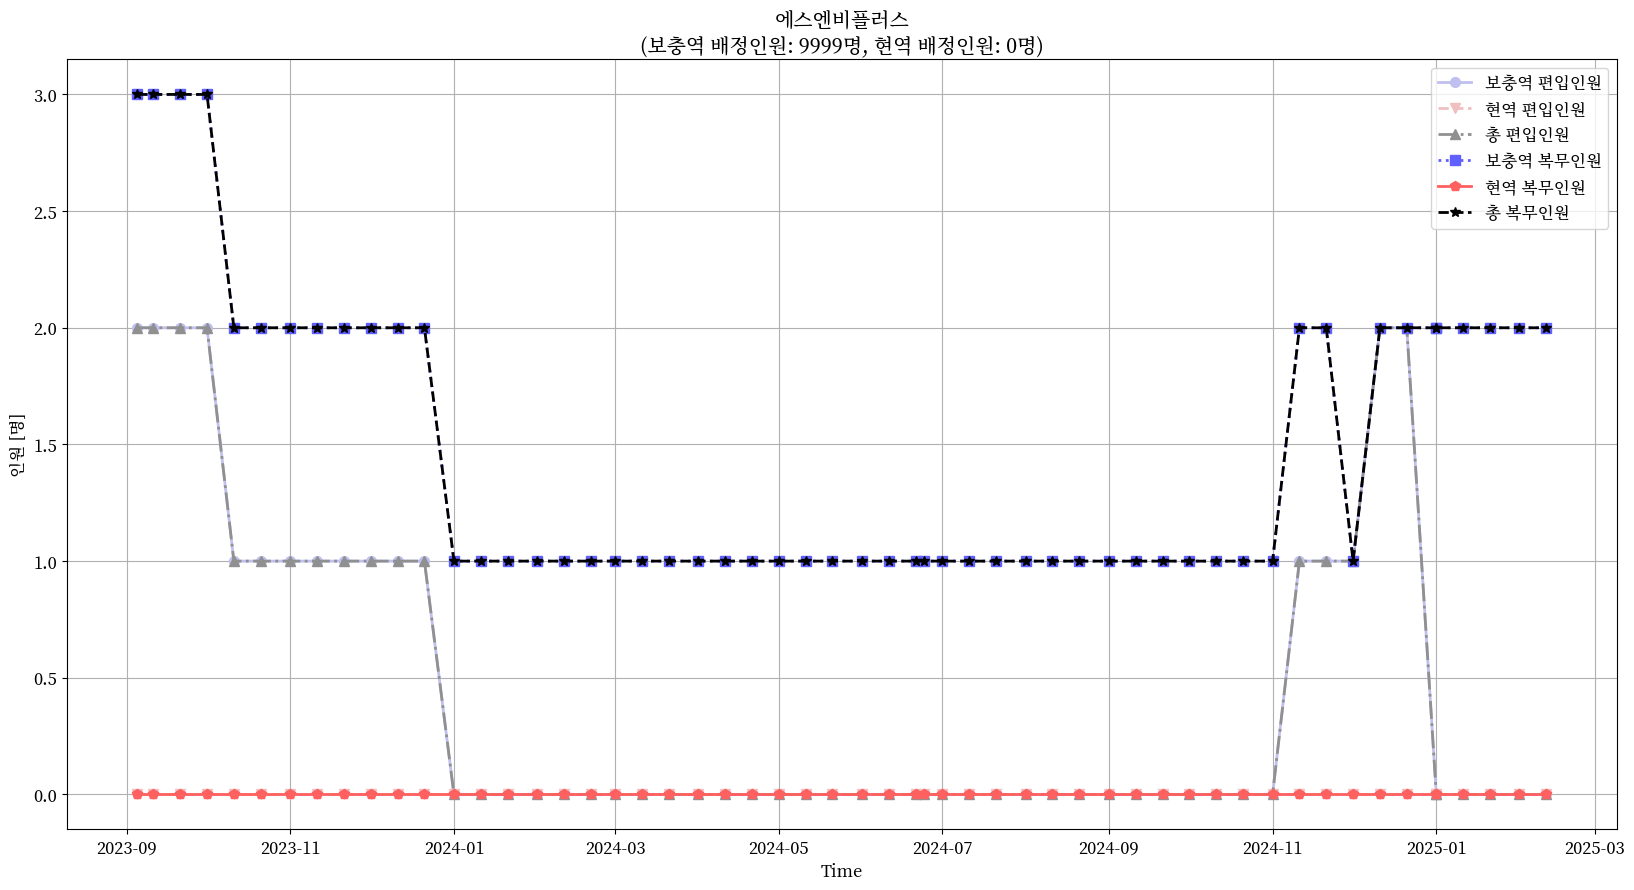 에스엔비플러스
(보충역 배정인원: 9999명, 현역 배정인원: 0명)
보충역 편입인원
현역 편입인원
총 편입인원
보충역 복무인원
현역 복무인원
총 복무인원
인원 [명]
3.0
2.5
2.0
1.5
1.0
0.5
0.0
2023-09
2023-11
2024-01
2024-03
2024-05
2024-07
2024-09
2024-11
2025-01
2025-03
Time